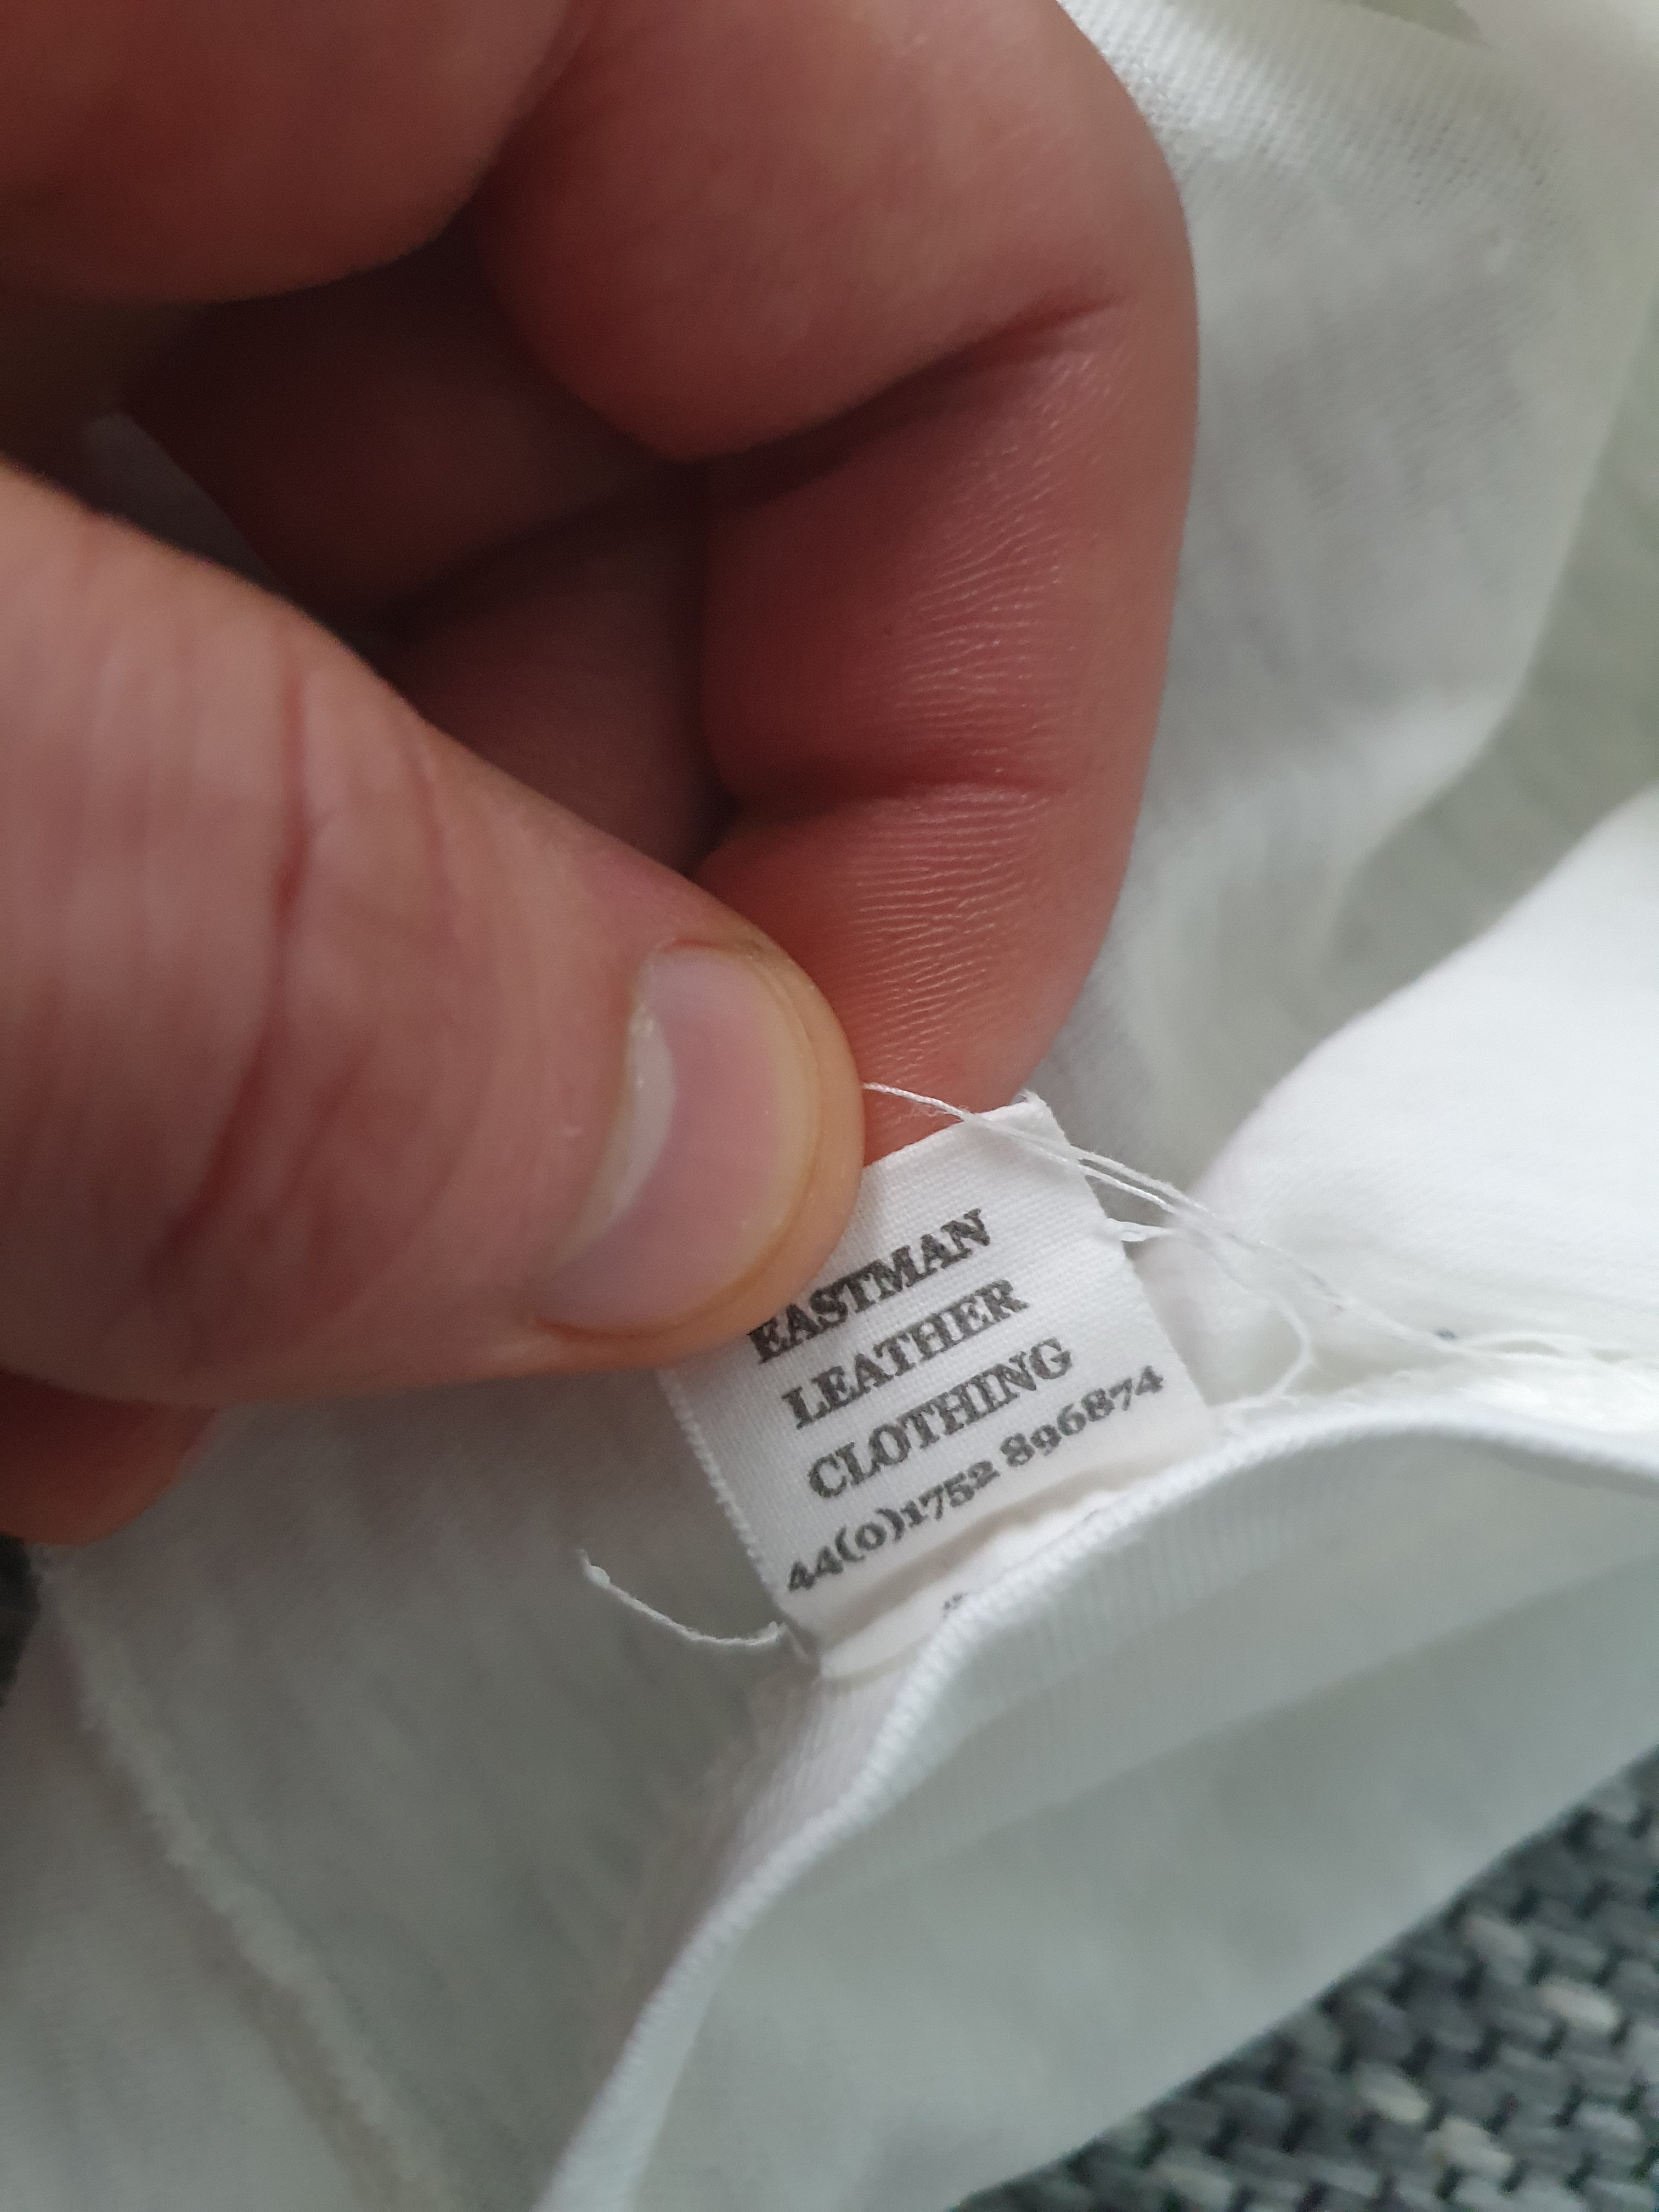 EASTMAN
LEATHER
CLOTHING
44(0)1752 896874